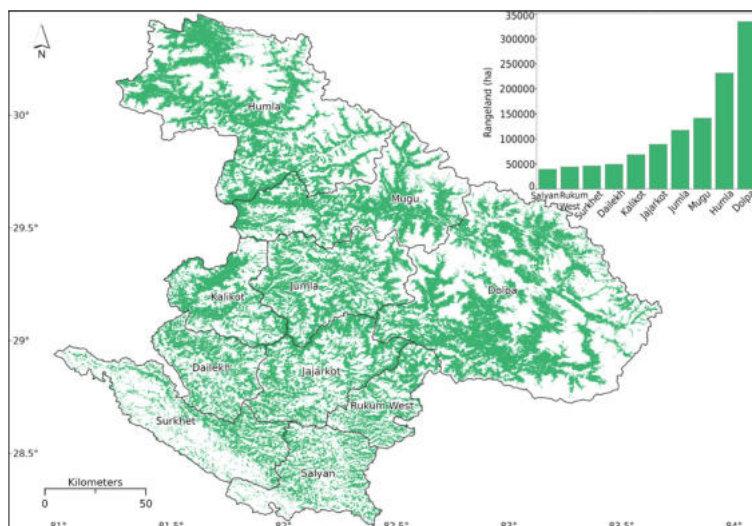 N
30°
29.5°
29°
28.5°
Humla
Mugu
Dolpa
Jumla
Kalikot
Dailekh
Jajarkot
Rukum West
Surkhet
Salyan
Kilometers
0 50
81° 81.5 82° 82.5 83° 83.5 84°
Rangeland (ha)
350000
300000
250000
200000
150000
100000
50000
0
Salyan
Rukum
West
Surkhet
Dailekh
Kalikot
Jajarkot
Jumla
Mugu
Humla
Dolpa